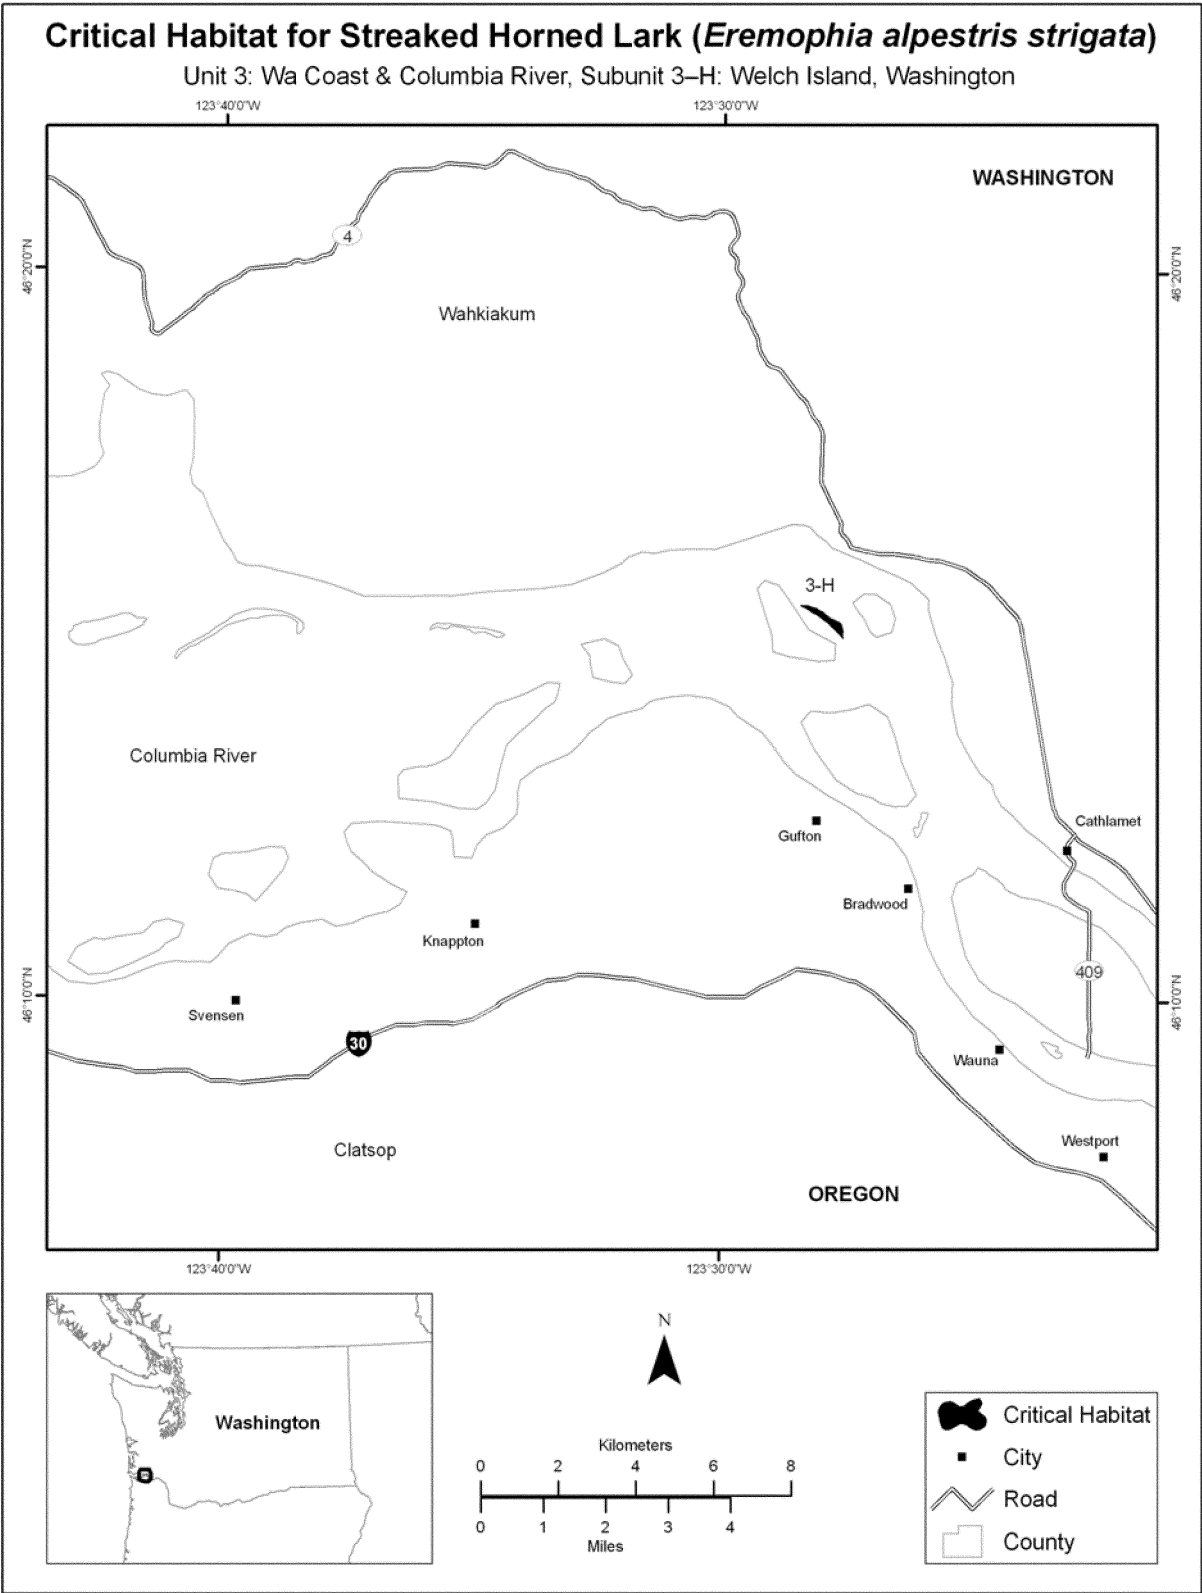 Critical Habitat for Streaked Horned Lark (Eremophia alpestris strigata)
Unit 3: Wa Coast & Columbia River, Subunit 3–H: Welch Island, Washington
123°40'0"W 123°30'0"W
WASHINGTON
4
46°20'0"N 46°20'0"N
Wahkiakum
3-H
Columbia River
Cathlamet
Gufton
Bradwood
Knappton
409
46°10'0"N 46°10'0"N
Svensen
30
Wauna
Westport
Clatsop
OREGON
123°40'0"W 123°30'0"W
N
Washington
Kilometers
0 2 4 6 8
0 1 2 3 4
Miles
Critical Habitat
City
Road
County